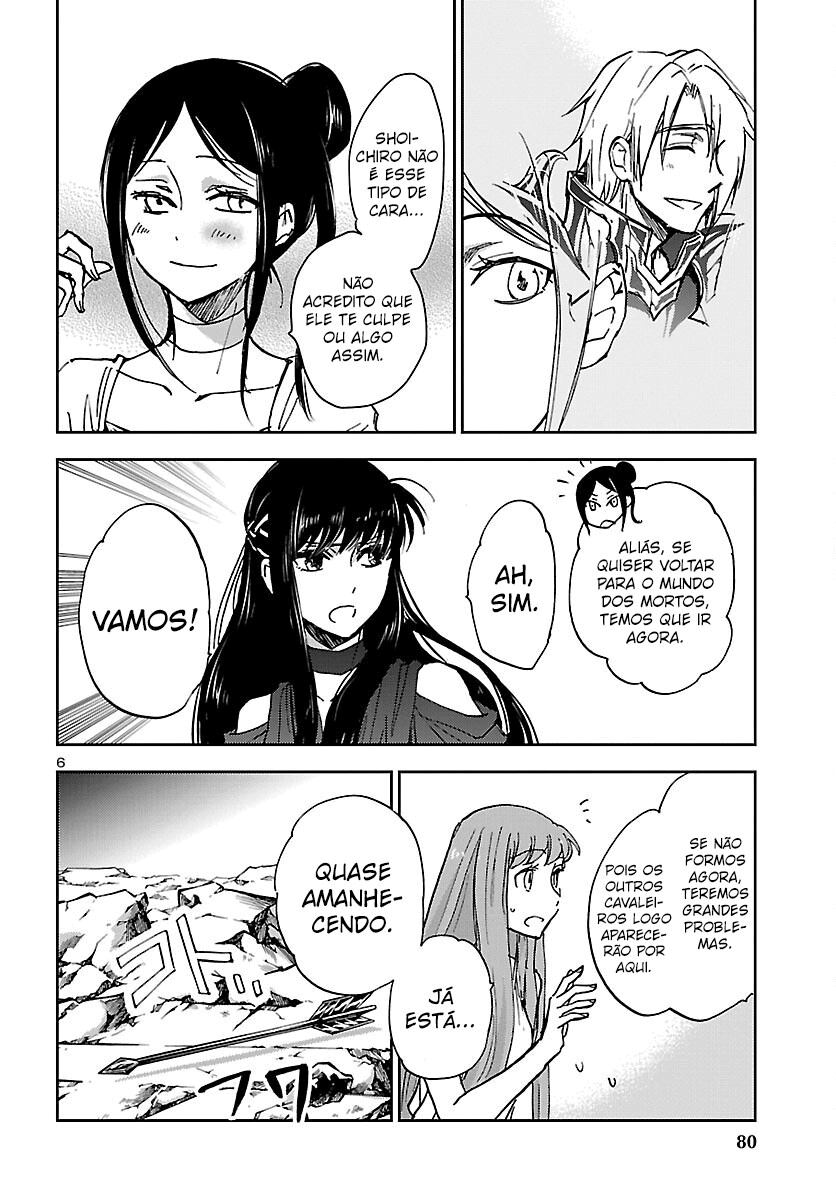 SHOI-
CHIRO NÃO
É ESSE
TIPO DE
CARA...
NÃO
ACREDITO QUE
ELE TE CULPE
OU ALGO
ASSIM.
ALIÁS, SE
QUISER VOLTAR
PARA O MUNDO
DOS MORTOS,
TEMOS QUE IR
AGORA.
AH,
SIM.
VAMOS!
6
SE NÃO
FORMOS
AGORA,
TEREMOS
GRANDES
PROBLE-
MAS.
POIS OS
OUTROS
CAVALEI-
ROS LOGO
APARECE-
RÃO POR
AQUI.
JÁ
ESTÁ...
QUASE
AMANHE-
CENDO.
カトッ
フワ
80